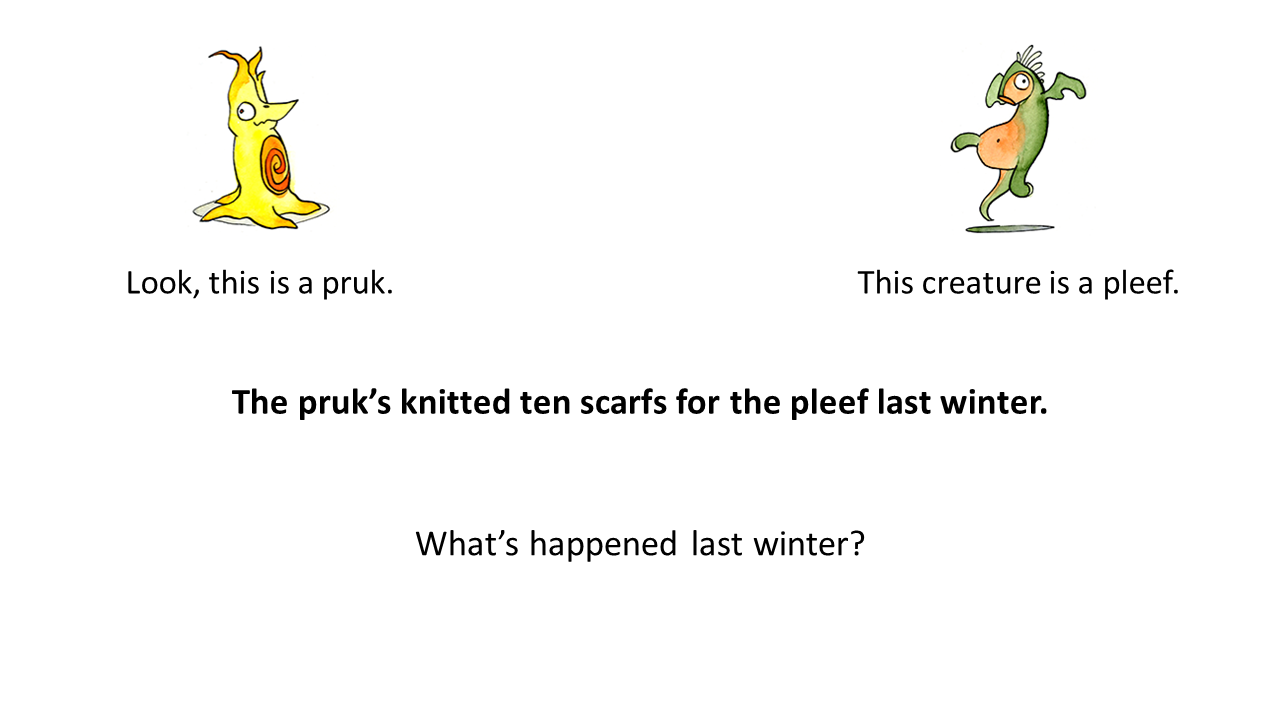 Look, this is a pruk.
This creature is a pleef.
The pruk’s knitted ten scarfs for the pleef last winter.
What’s happened last winter?